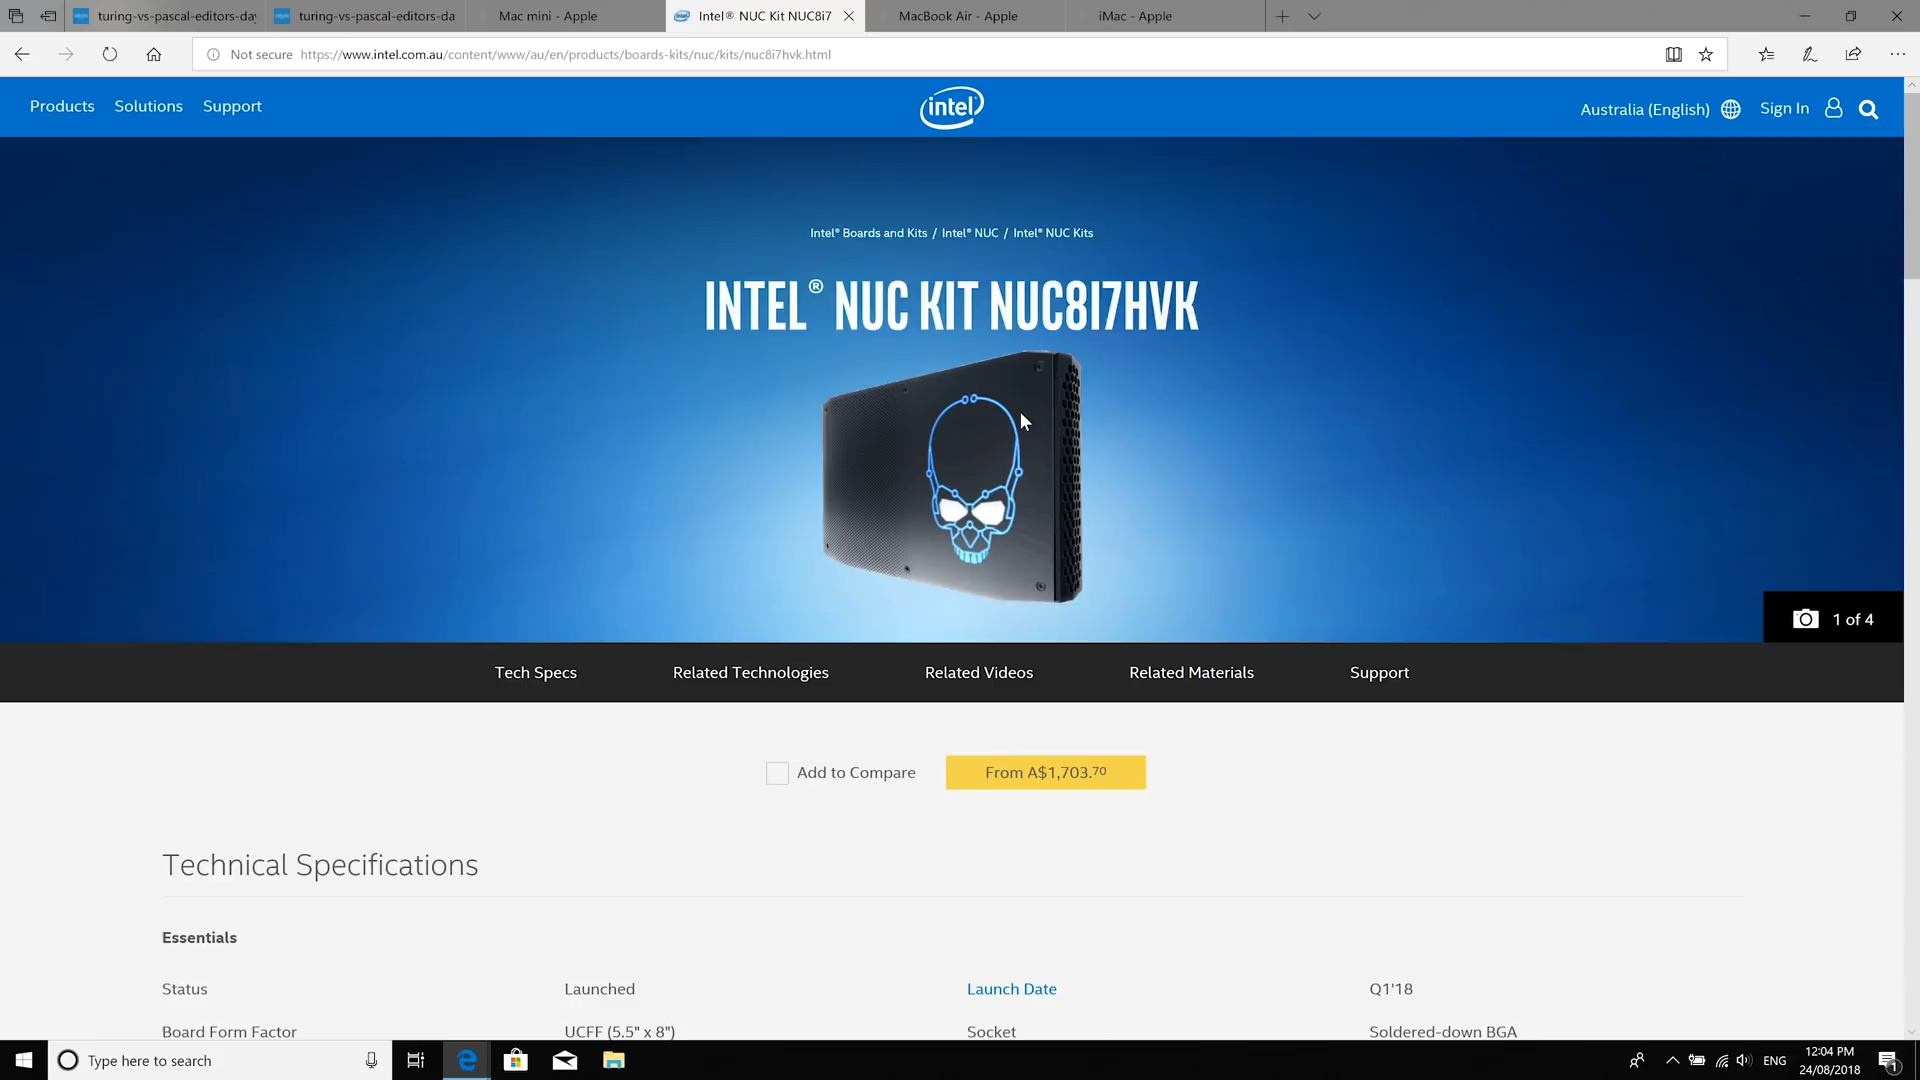 turing-vs-pascal-editors-day
turing-vs-pascal-editors-da
Mac mini - Apple
Intel® NUC Kit NUC8i7
MacBook Air - Apple
iMac - Apple
Not secure https://www.intel.com.au/content/www/au/en/products/boards-kits/nuc/kits/nuc8i7hvk.html
Products Solutions Support
intel
Australia (English) Sign In
Intel® Boards and Kits / Intel® NUC / Intel® NUC Kits
INTEL® NUC KIT NUC8I7HVK
1 of 4
Tech Specs Related Technologies Related Videos Related Materials Support
Add to Compare From A$1,703.70
Technical Specifications
Essentials
Status Launched Launch Date Q1'18
Board Form Factor UCFF (5.5" x 8") Socket Soldered-down BGA
Type here to search
ENG
12:04 PM
24/08/2018
1